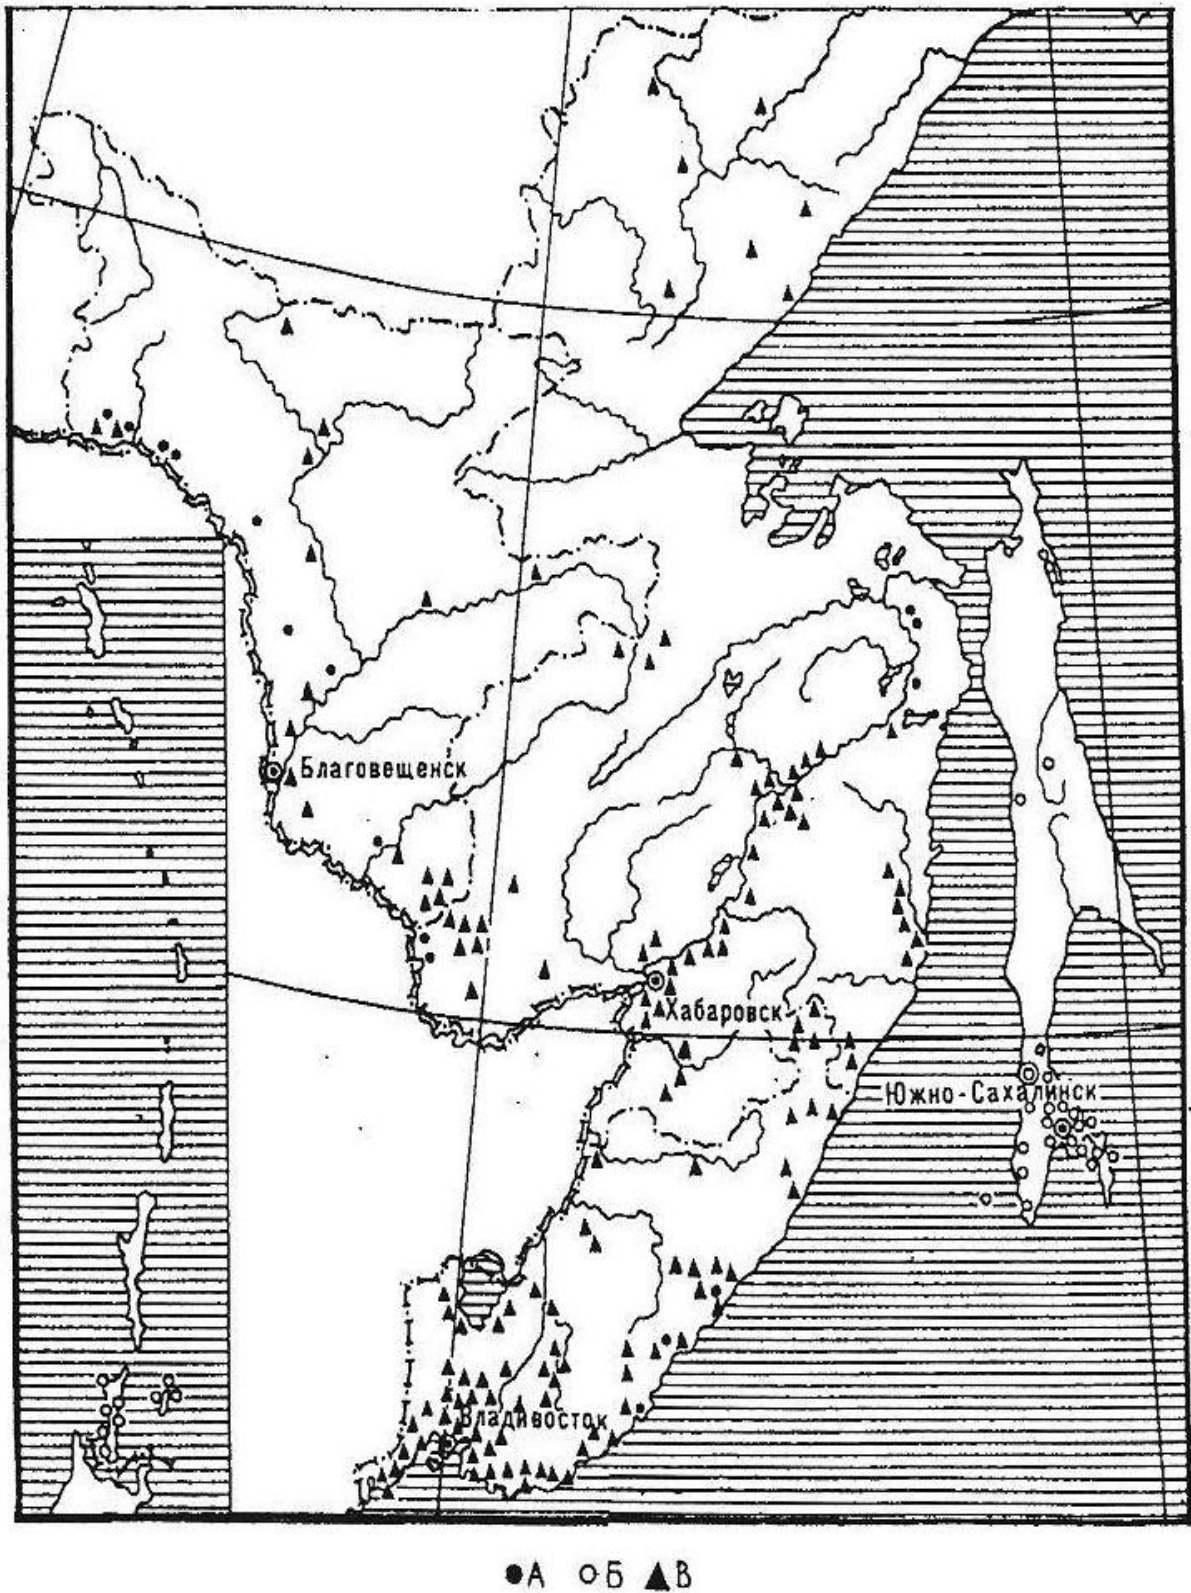 Благовещенск
Хабаровск
Южно-Сахалинск
Владивосток
А Б В